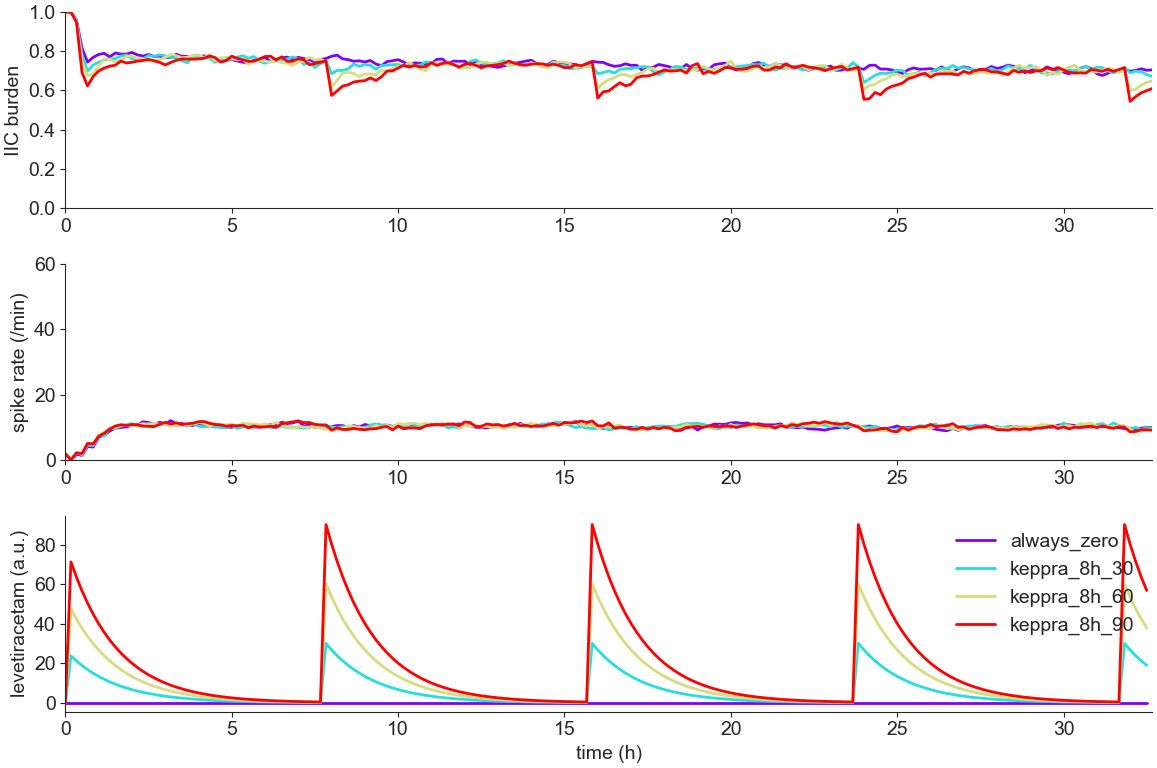 IIC burden
1.0
0.8
0.6
0.4
0.2
0.0
0 5 10 15 20 25 30
spike rate (/min)
60
40
20
0
0 5 10 15 20 25 30
levetiracetam (a.u.)
80
60
40
20
0
always_zero
keppra_8h_30
keppra_8h_60
keppra_8h_90
0 5 10 15 20 25 30
time (h)